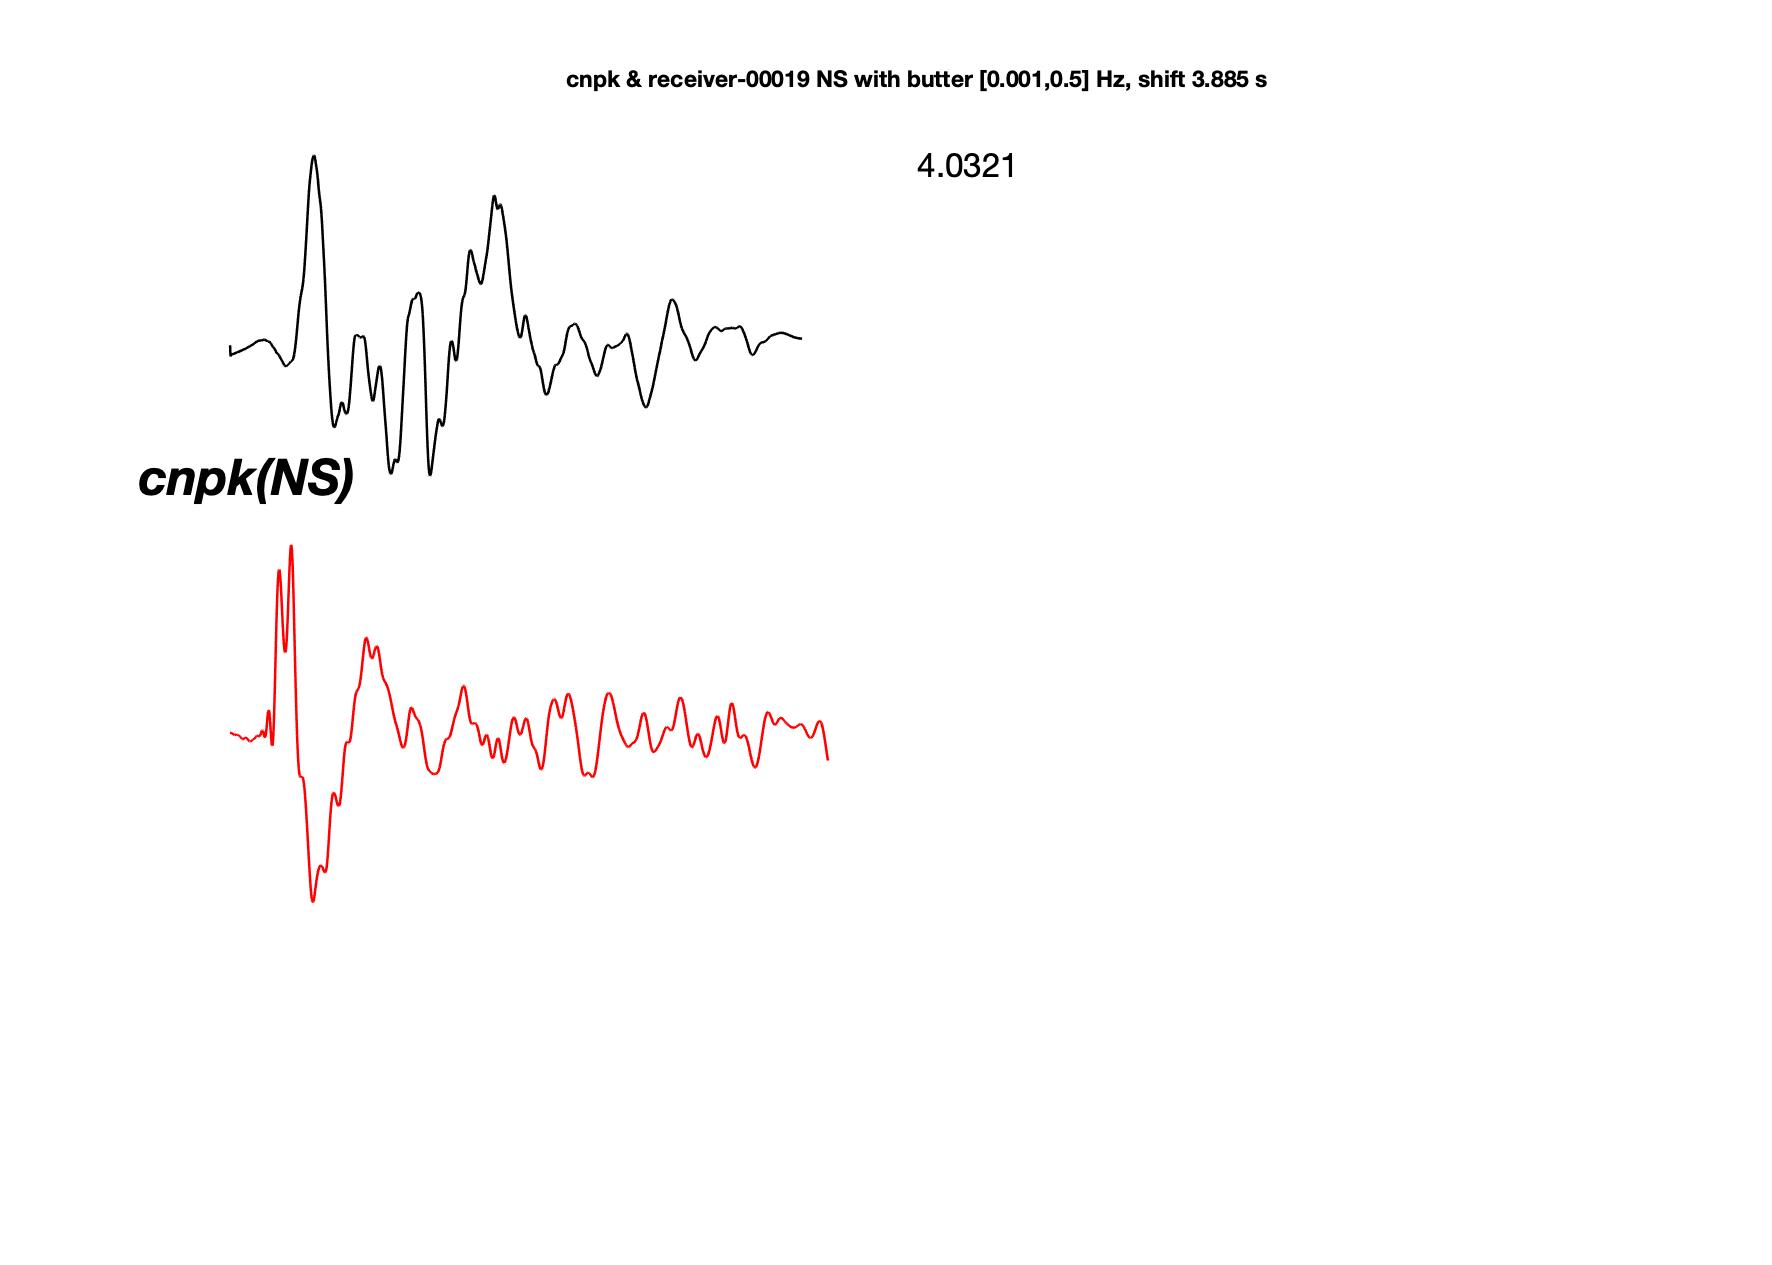 cnpk & receiver-00019 NS with butter [0.001,0.5] Hz, shift 3.885 s
4.0321
cnpk(NS)